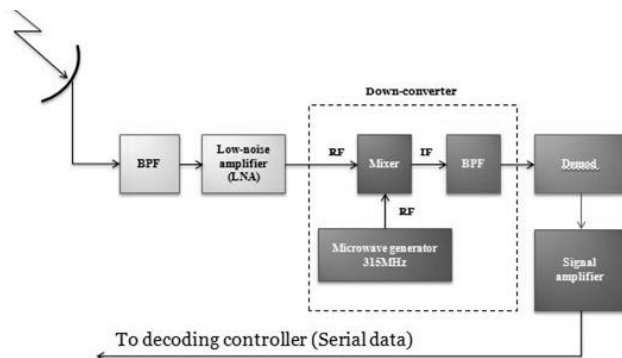 Down-converter
BPF
Low-noise
amplifier
(LNA)
RF
Mixer
IF
BPF
Demod
RF
Microwave generator
315MHz
Signal
amplifier
To decoding controller (Serial data)